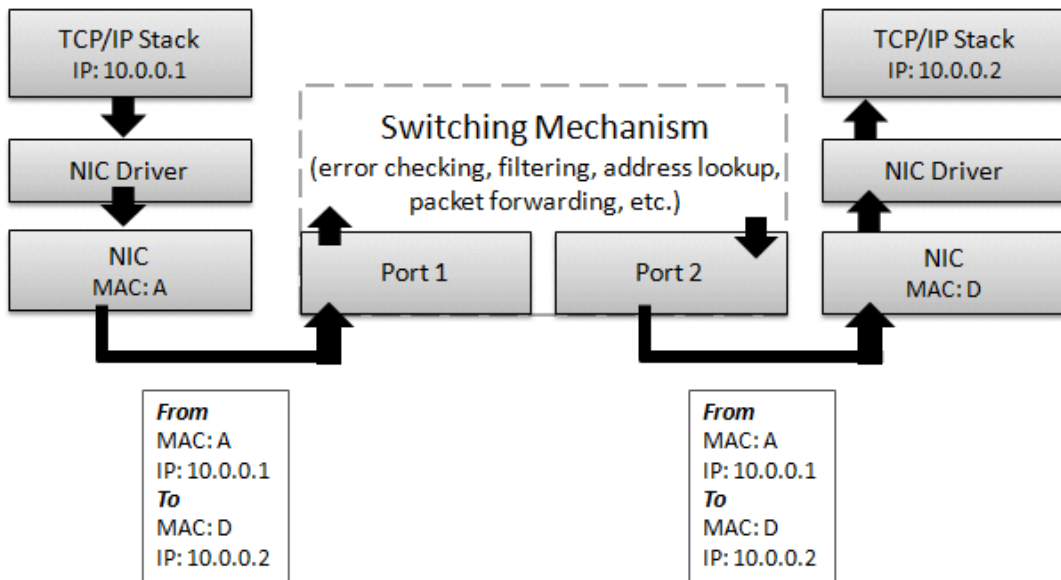 TCP/IP Stack
IP: 10.0.0.1
NIC Driver
NIC
MAC: A
Switching Mechanism
(error checking, filtering, address lookup,
packet forwarding, etc.)
Port 1
Port 2
TCP/IP Stack
IP: 10.0.0.2
NIC Driver
NIC
MAC: D
From
MAC: A
IP: 10.0.0.1
To
MAC: D
IP: 10.0.0.2
From
MAC: A
IP: 10.0.0.1
To
MAC: D
IP: 10.0.0.2